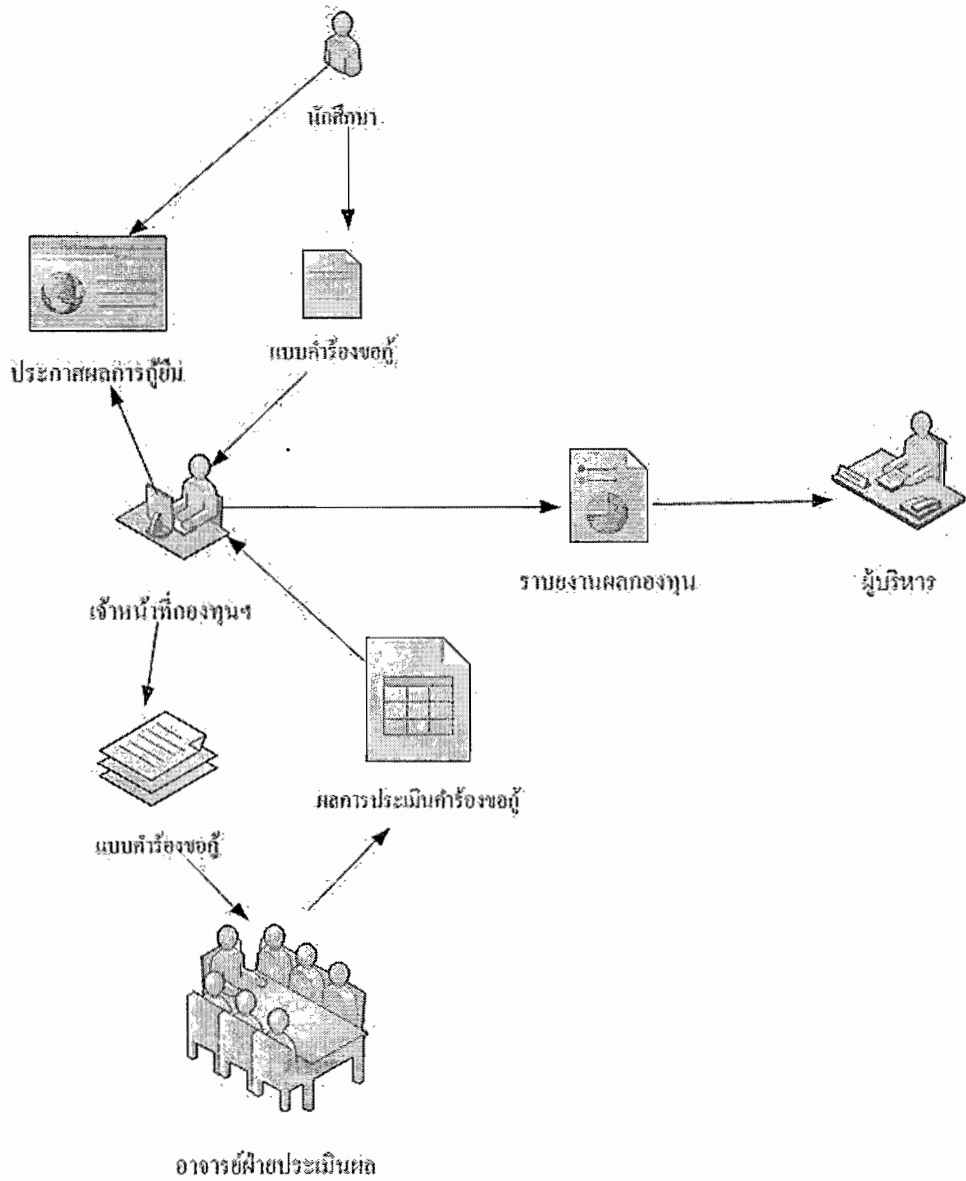 นักศึกษา
แบบคำร้องขอกู้
ประกาศผลการกู้ยืม
รายยงานผลกองทุน
ผู้บริหาร
เจ้าหน้าที่กองทุนฯ
ผลการประเมินคำร้องขอกู้
แบบคำร้องขอกู้
อาจารย์ฝ่ายประเมินผล